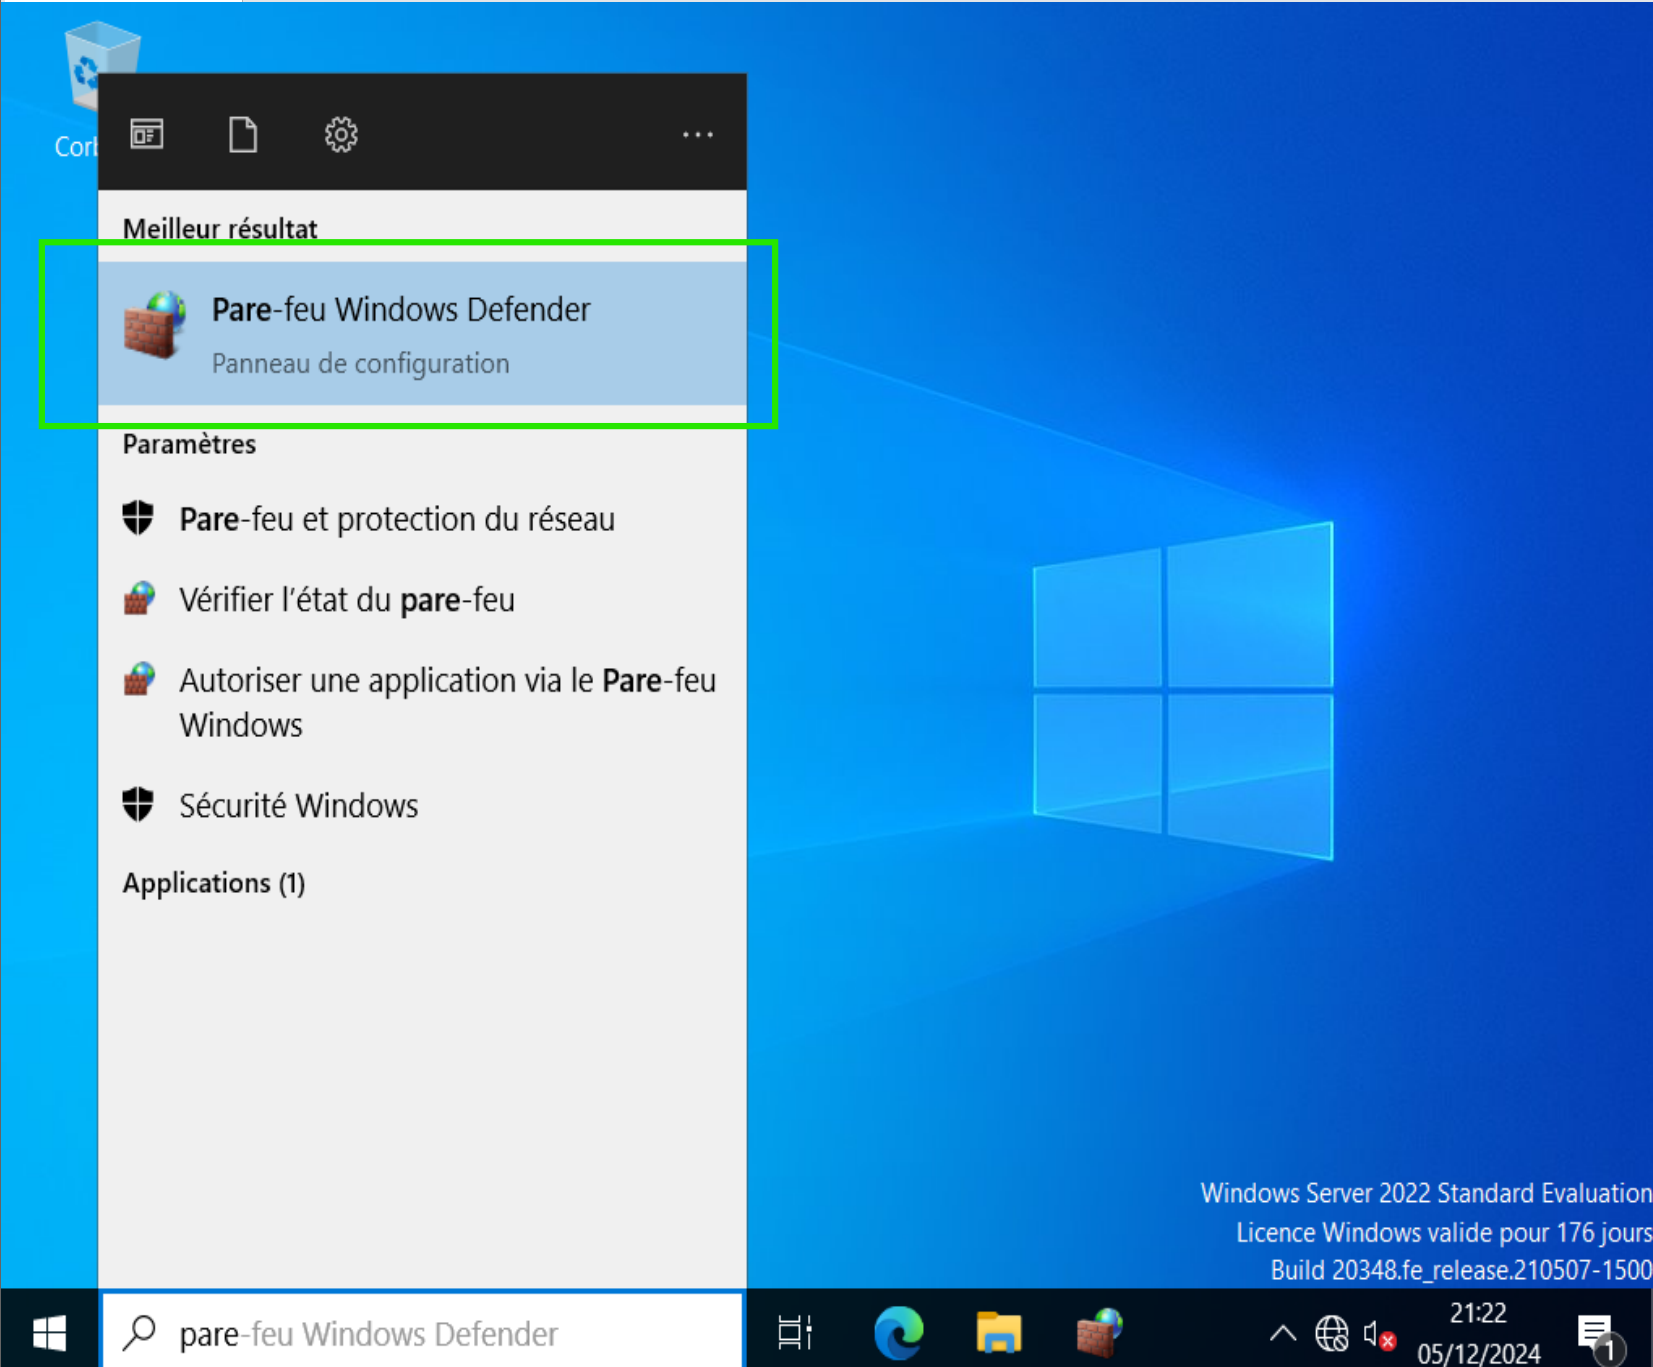 Meilleur résultat
Pare-feu Windows Defender
Panneau de configuration
Paramètres
Pare-feu et protection du réseau
Vérifier l'état du pare-feu
Autoriser une application via le Pare-feu
Windows
Sécurité Windows
Applications (1)
Windows Server 2022 Standard Evaluation
Licence Windows valide pour 176 jours
Build 20348.fe_release.210507-1500
pare-feu Windows Defender
21:22
05/12/2024
1